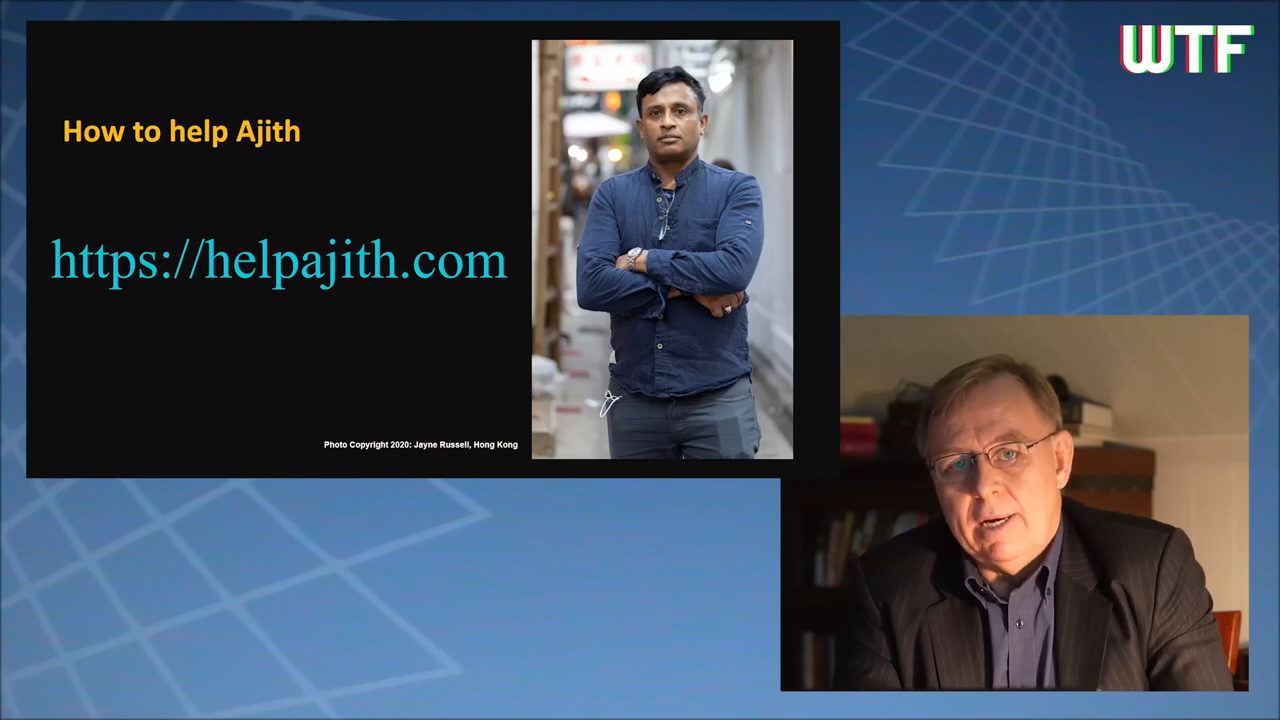 WTF
How to help Ajith
https://helpajith.com
Photo Copyright 2020: Jayne Russell, Hong Kong